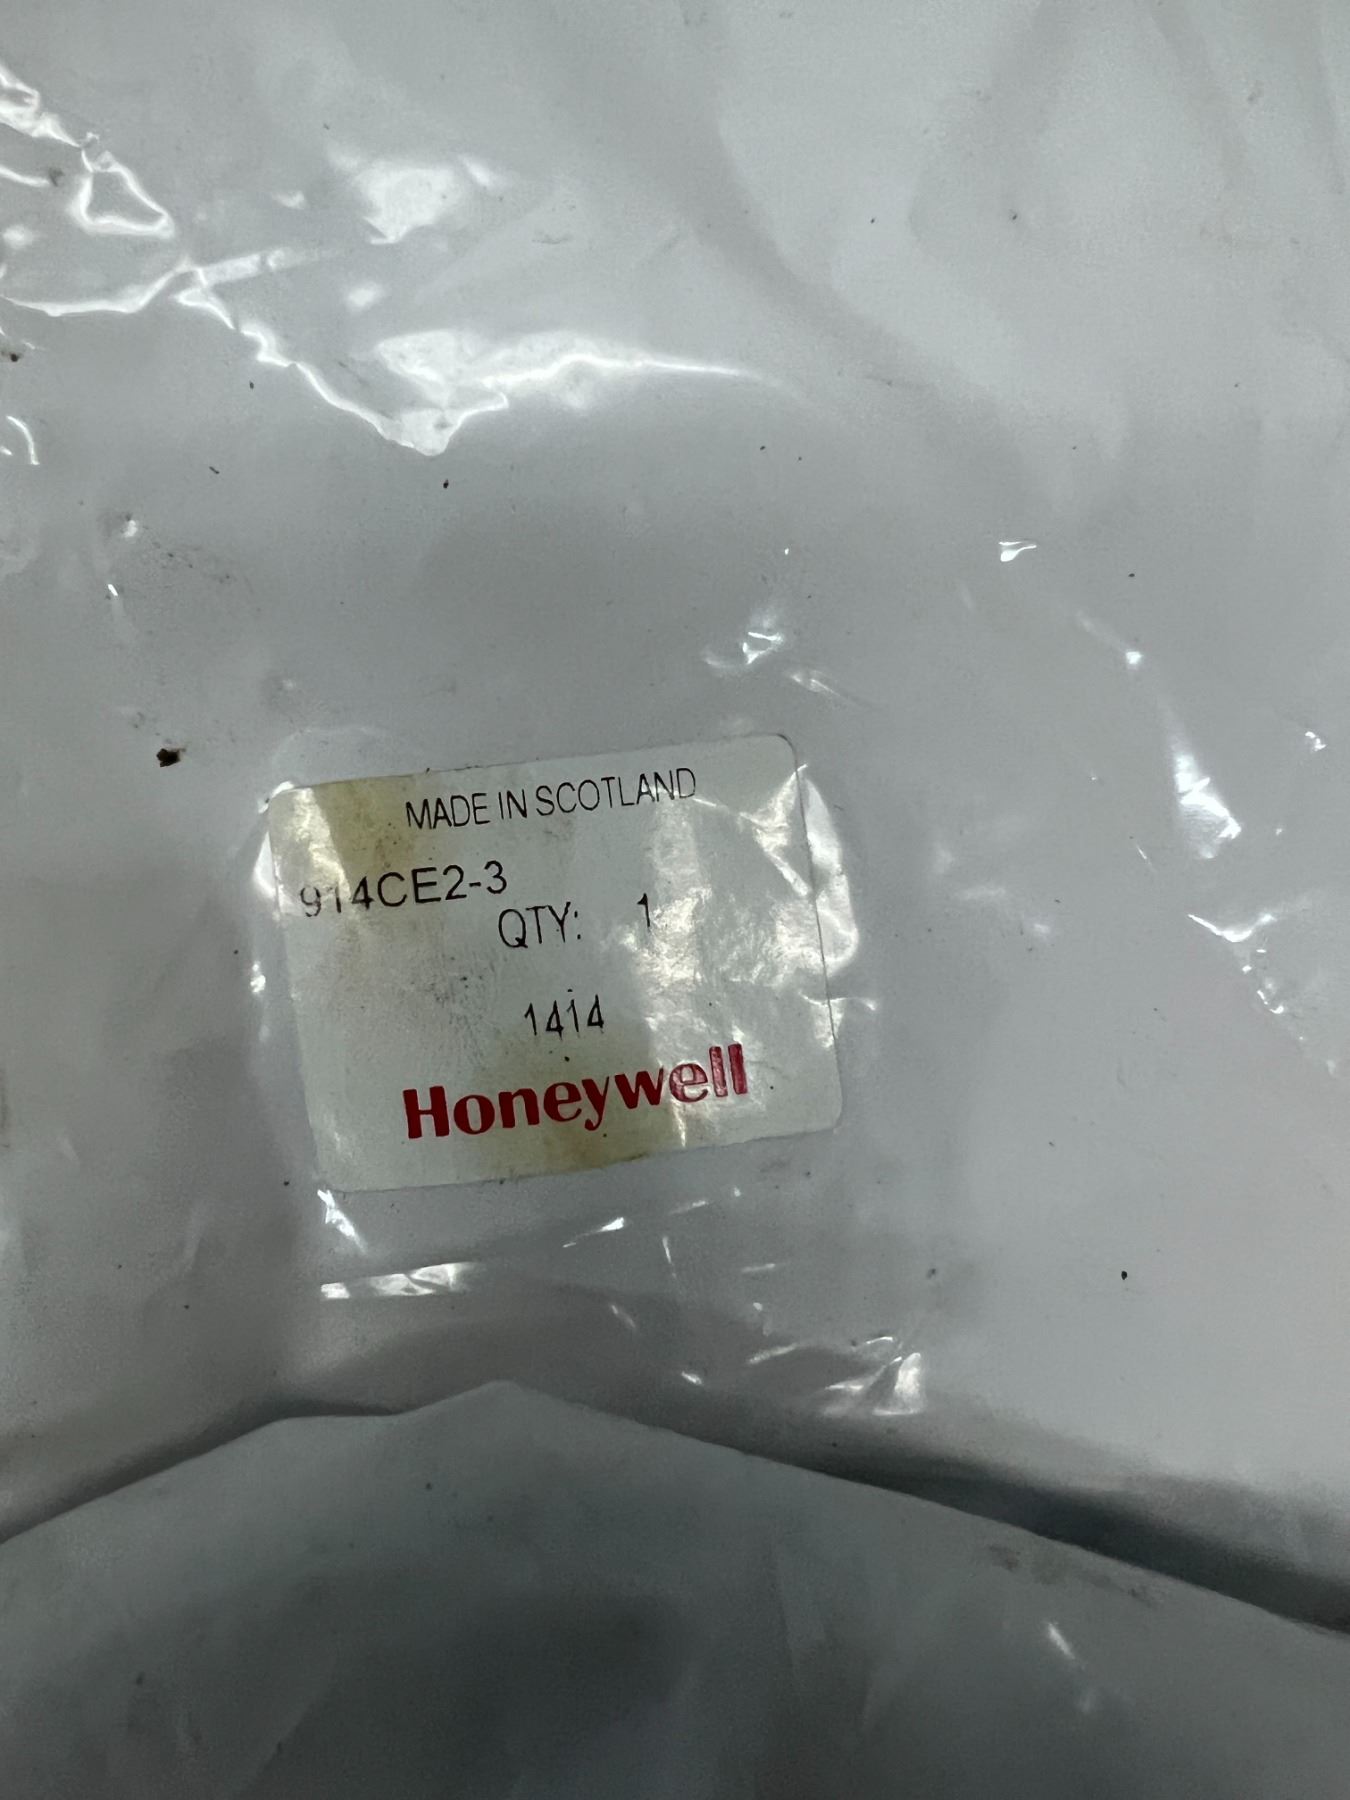 MADE IN SCOTLAND
914CE2-3
QTY: 1
1414
Honeywell